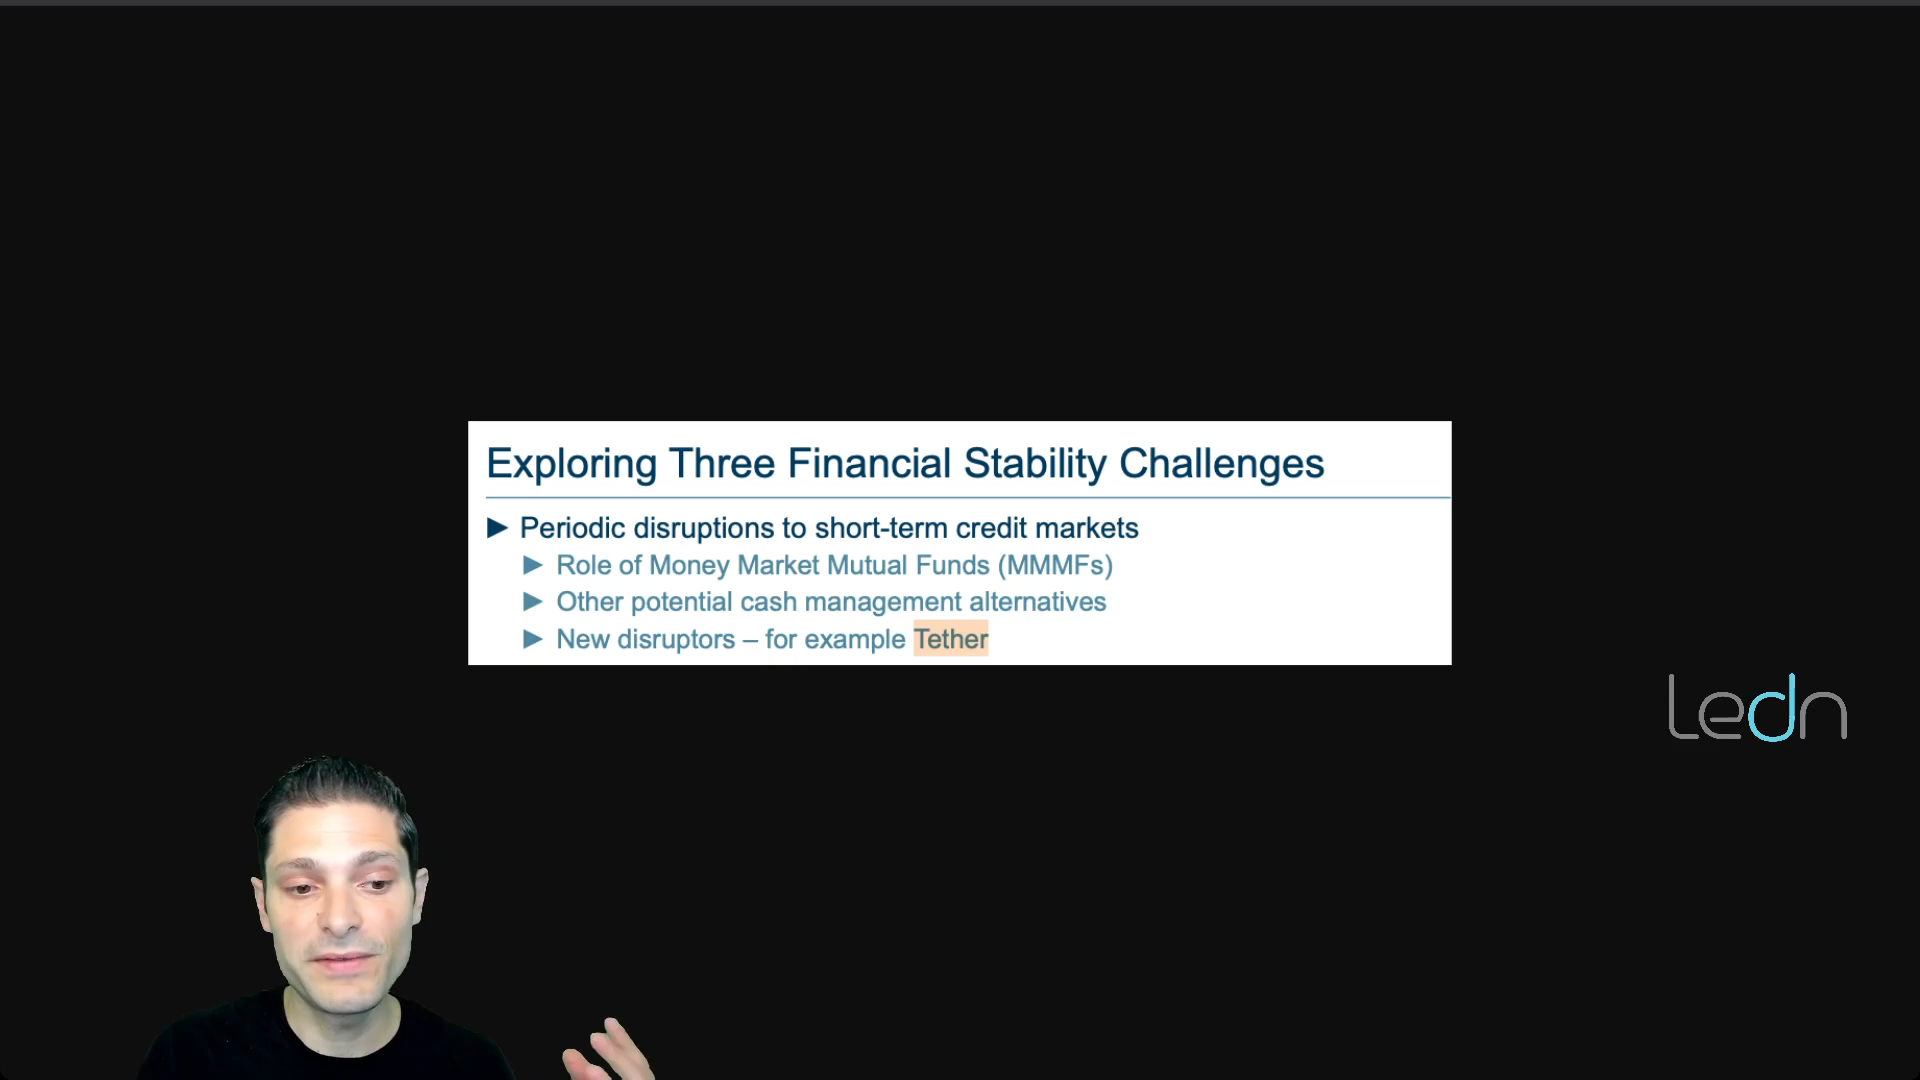 Exploring Three Financial Stability Challenges
► Periodic disruptions to short-term credit markets
► Role of Money Market Mutual Funds (MMMFs)
► Other potential cash management alternatives
► New disruptors – for example Tether
ledn